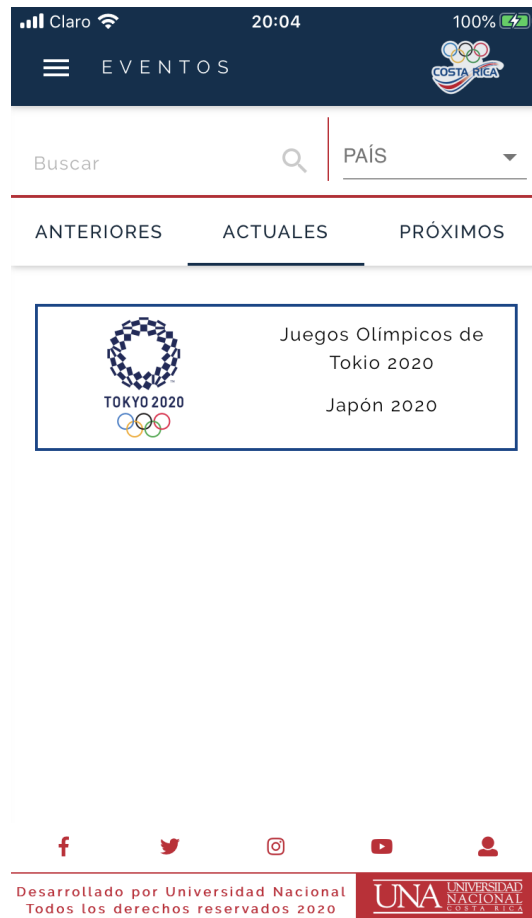 Claro 20:04 100%
EVENTOS
COSTA RICA
Buscar
PAÍS
ANTERIORES ACTUALES PRÓXIMOS
TOKYO 2020
Juegos Olímpicos de
Tokio 2020
Japón 2020
Desarrollado por Universidad Nacional
Todos los derechos reservados 2020
UNA
UNIVERSIDAD
NACIONAL
COSTA RICA